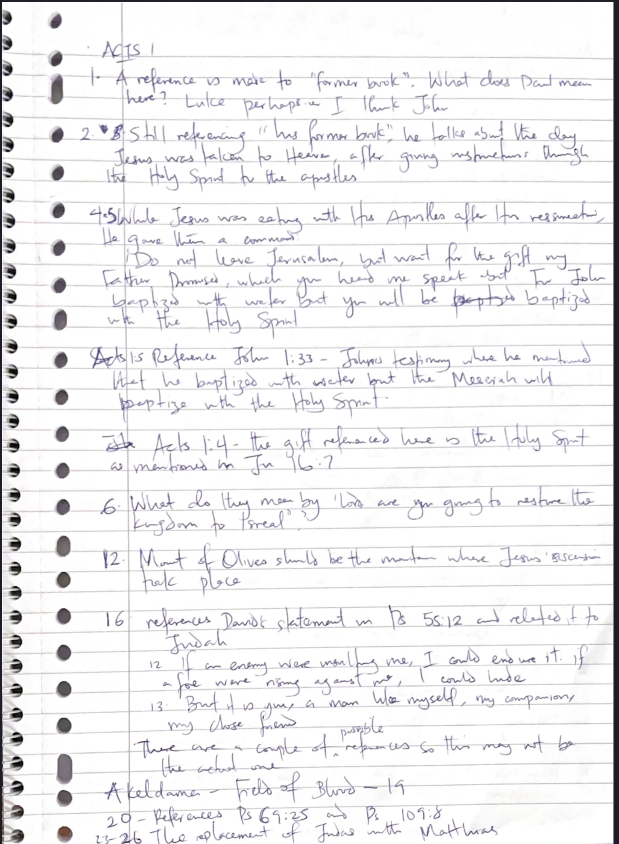 ACTS 1
1. A reference is made to "former book". What does Paul mean
here? Luke perhaps. I think John
2. Still referencing "his former book", he talks about the day
Jesus was taken to Heaven, after giving instructions through
the Holy Spirit to the apostles
4-5 While Jesus was eating with His Apostles after His resurrection,
He gave them a command.
"Do not leave Jerusalem, but wait for the gift my
Father Promised, which you heard me speak abt. For John
baptized with water but you will be baptized
with the Holy Spirit
Acts 1:5 Reference John 1:33 - John's testimony where he mentioned
that he baptized with water but the Messiah will
baptize with the Holy Spirit.
Acts 1:4 - the gift referenced here is the Holy Spirit
as mentioned in Jn 16:7
6. What do they mean by 'Lord are you going to restore the
kingdom to Israel'?
12. Mount of Olives should be the mountain where Jesus' ascension
took place
16 references David's statement in Ps 55:12 and related it to
Judah
12 If an enemy were insulting me, I could endure it. if
a foe were rising against me, I could hide
13. But it is you, a man like myself, my companion,
my close friend
There are a couple of possible references so this may not be
the actual one
Akeldama - Field of Blood - 19
20 - References Ps 69:25 and Ps 109:8
23-26 The replacement of Judas with Matthias